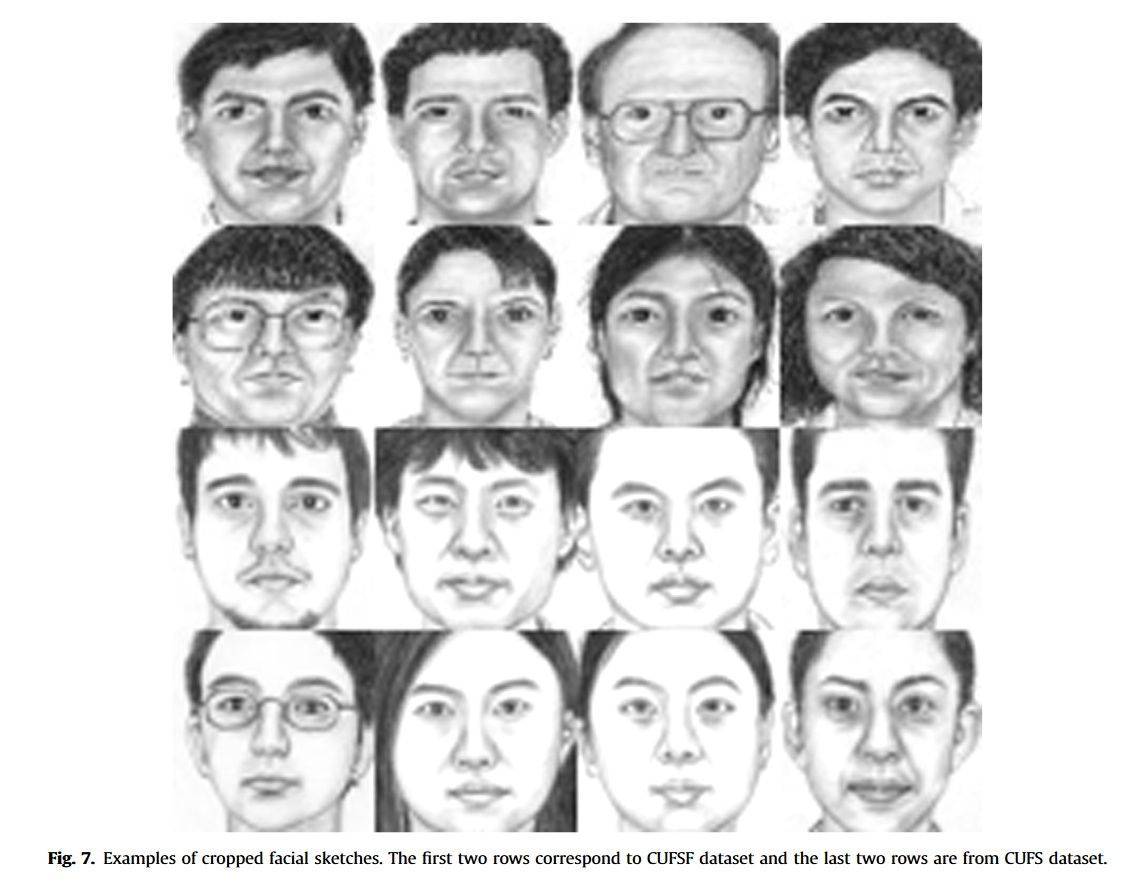 Fig. 7. Examples of cropped facial sketches. The first two rows correspond to CUFSF dataset and the last two rows are from CUFS dataset.